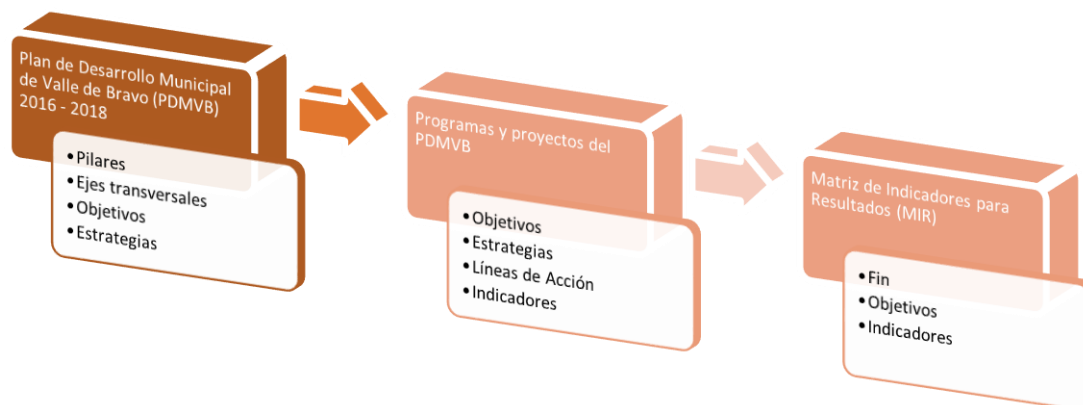 Plan de Desarrollo Municipal
de Valle de Bravo (PDMVB)
2016 - 2018
• Pilares
• Ejes transversales
• Objetivos
• Estrategias
Programas y proyectos del
PDMVB
• Objetivos
• Estrategias
• Líneas de Acción
• Indicadores
Matriz de Indicadores para
Resultados (MIR)
• Fin
• Objetivos
• Indicadores